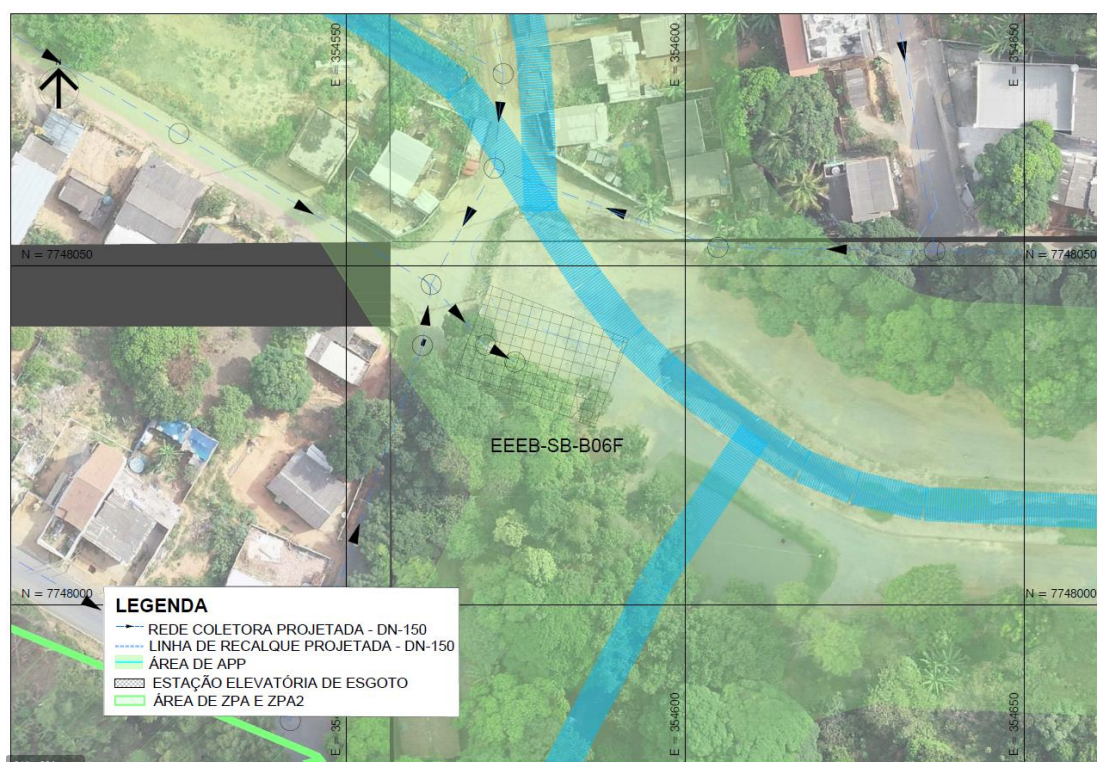 E = 354550
E = 354600
E = 354650
N = 7748050
N = 7748050
EEEB-SB-B06F
N = 7748000
N = 7748000
LEGENDA
REDE COLETORA PROJETADA - DN-150
LINHA DE RECALQUE PROJETADA - DN-150
ÁREA DE APP
ESTAÇÃO ELEVATÓRIA DE ESGOTO
ÁREA DE ZPA E ZPA2
E = 354600
E = 354650